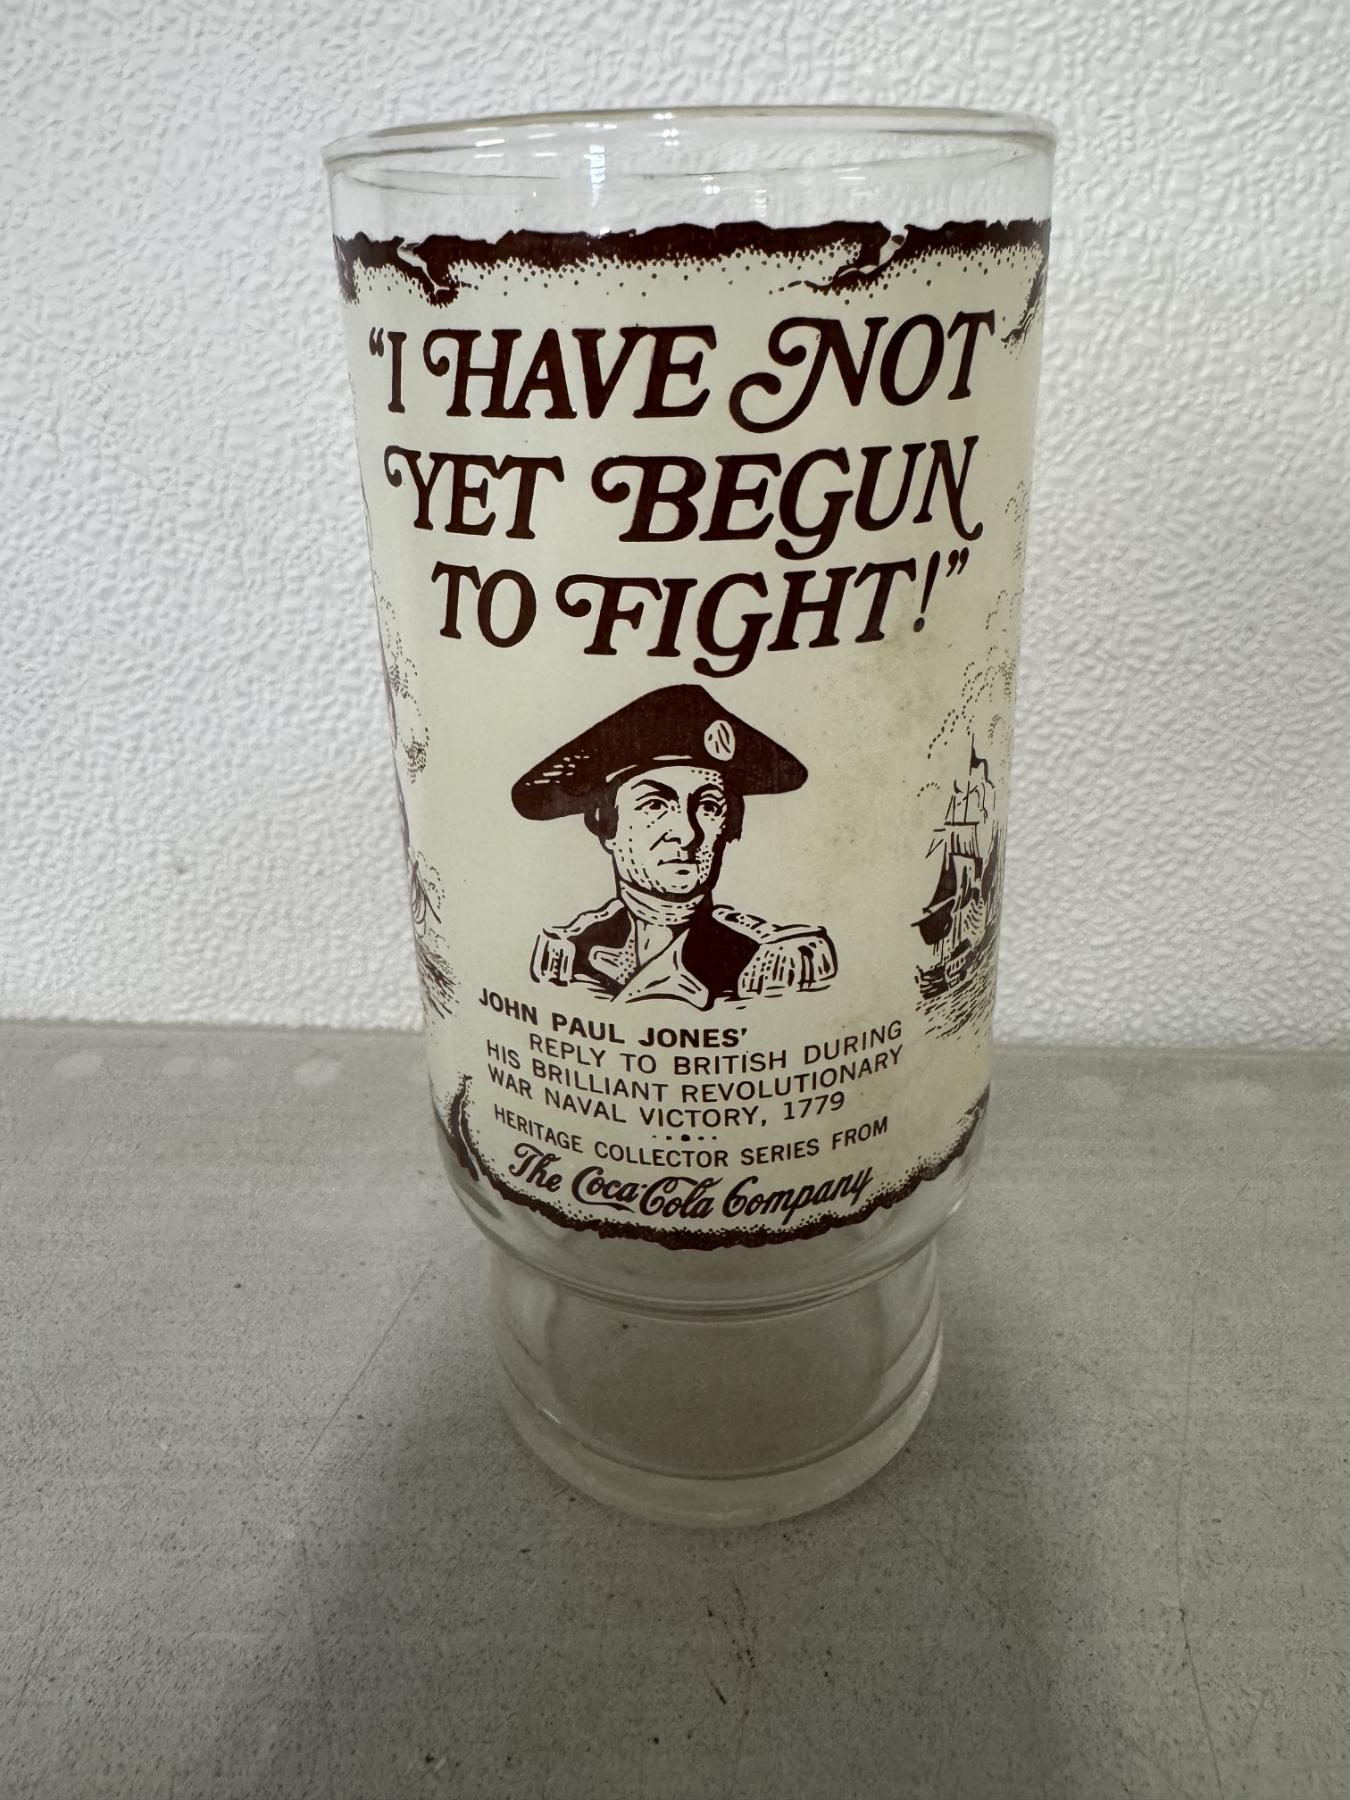 “I HAVE NOT
YET BEGUN
TO FIGHT!”
JOHN PAUL JONES'
REPLY TO BRITISH DURING
HIS BRILLIANT REVOLUTIONARY
WAR NAVAL VICTORY, 1779
HERITAGE COLLECTOR SERIES FROM
The Coca-Cola Company